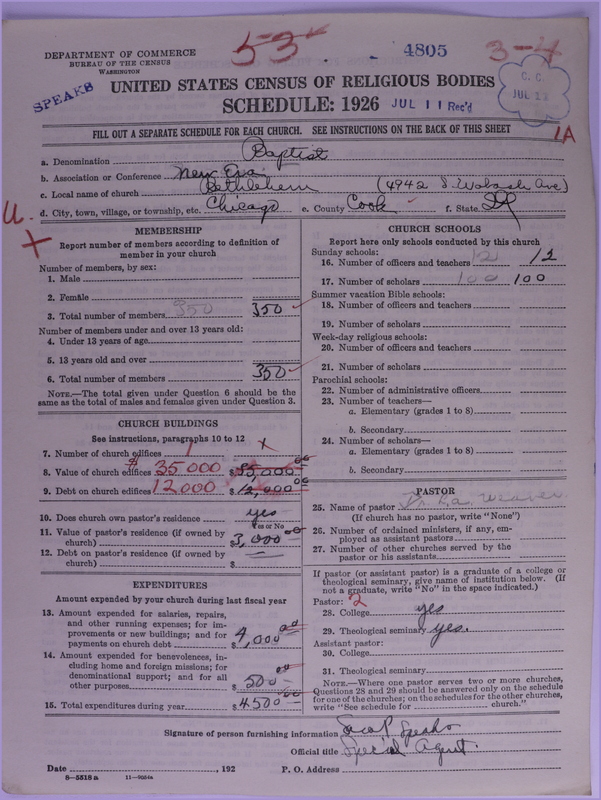 DEPARTMENT OF COMMERCE
BUREAU OF THE CENSUS
WASHINGTON
53
4805
3-4
SPEAKS
C. C.
JUL 13
UNITED STATES CENSUS OF RELIGIOUS BODIES
SCHEDULE: 1926
JUL 11 Rec'd
FILL OUT A SEPARATE SCHEDULE FOR EACH CHURCH. SEE INSTRUCTIONS ON THE BACK OF THIS SHEET
1A
a. Denomination Baptist
b. Association or Conference New Era
c. Local name of church Bethlehem (4942 S. Wabash Ave)
d. City, town, village, or township, etc. Chicago e. County Cook f. State Ill
U.
X
MEMBERSHIP
Report number of members according to definition of
member in your church
Number of members, by sex:
1. Male
2. Female
3. Total number of members 350 350
Number of members under and over 13 years old:
4. Under 13 years of age
5. 13 years old and over
6. Total number of members 350
NOTE.—The total given under Question 6 should be the
same as the total of males and females given under Question 3.
CHURCH BUILDINGS
See instructions, paragraphs 10 to 12
7. Number of church edifices 1 x
8. Value of church edifices $35000 $35000.00
9. Debt on church edifices 12000 $12,000.00
10. Does church own pastor's residence yes
Yes or No
11. Value of pastor's residence (if owned by
church) $3,000.00
12. Debt on pastor's residence (if owned by
church) $
EXPENDITURES
Amount expended by your church during last fiscal year
13. Amount expended for salaries, repairs,
and other running expenses; for im-
provements or new buildings; and for
payments on church debt $4,000.00
14. Amount expended for benevolences, in-
cluding home and foreign missions; for
denominational support; and for all
other purposes $500.00
15. Total expenditures during year $4500.00
CHURCH SCHOOLS
Report here only schools conducted by this church
Sunday schools:
16. Number of officers and teachers 12 12
17. Number of scholars 100 100
Summer vacation Bible schools:
18. Number of officers and teachers
19. Number of scholars
Week-day religious schools:
20. Number of officers and teachers
21. Number of scholars
Parochial schools:
22. Number of administrative officers
23. Number of teachers—
a. Elementary (grades 1 to 8)
b. Secondary
24. Number of scholars—
a. Elementary (grades 1 to 8)
b. Secondary
PASTOR
25. Name of pastor Weaver
(If church has no pastor, write "None")
26. Number of ordained ministers, if any, em-
ployed as assistant pastors
27. Number of other churches served by the
pastor or his assistants
If pastor (or assistant pastor) is a graduate of a college or
theological seminary, give name of institution below. (If
not a graduate, write "No" in the space indicated.)
Pastor: 2
28. College yes
29. Theological seminary yes.
Assistant pastor:
30. College
31. Theological seminary
NOTE.—Where one pastor serves two or more churches,
Questions 28 and 29 should be answered only on the schedule
for one of the churches; on the schedules for the other churches,
write "See schedule for church."
Signature of person furnishing information Speaks
Official title Special Agent.
Date , 192 P. O. Address
8—5518a 11—9054a